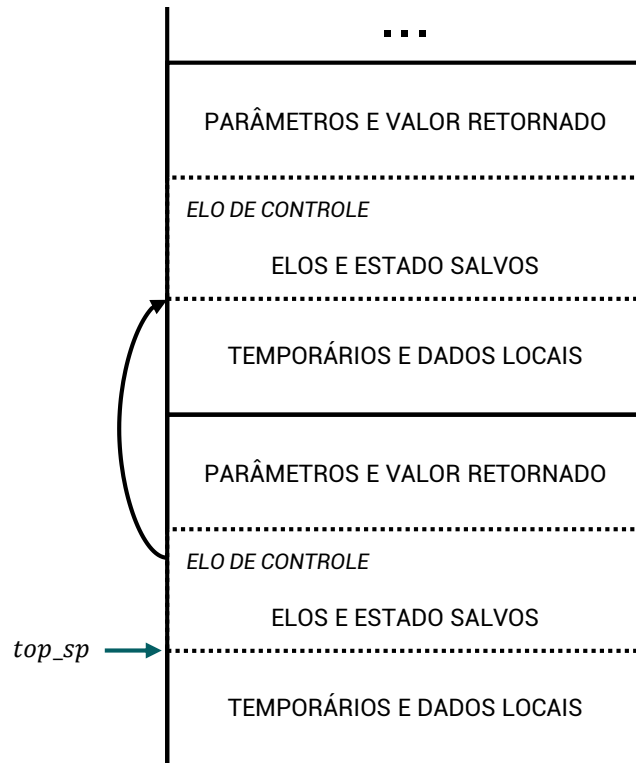 ...
PARÂMETROS E VALOR RETORNADO
ELO DE CONTROLE
ELOS E ESTADO SALVOS
TEMPORÁRIOS E DADOS LOCAIS
PARÂMETROS E VALOR RETORNADO
ELO DE CONTROLE
ELOS E ESTADO SALVOS
top_sp
TEMPORÁRIOS E DADOS LOCAIS